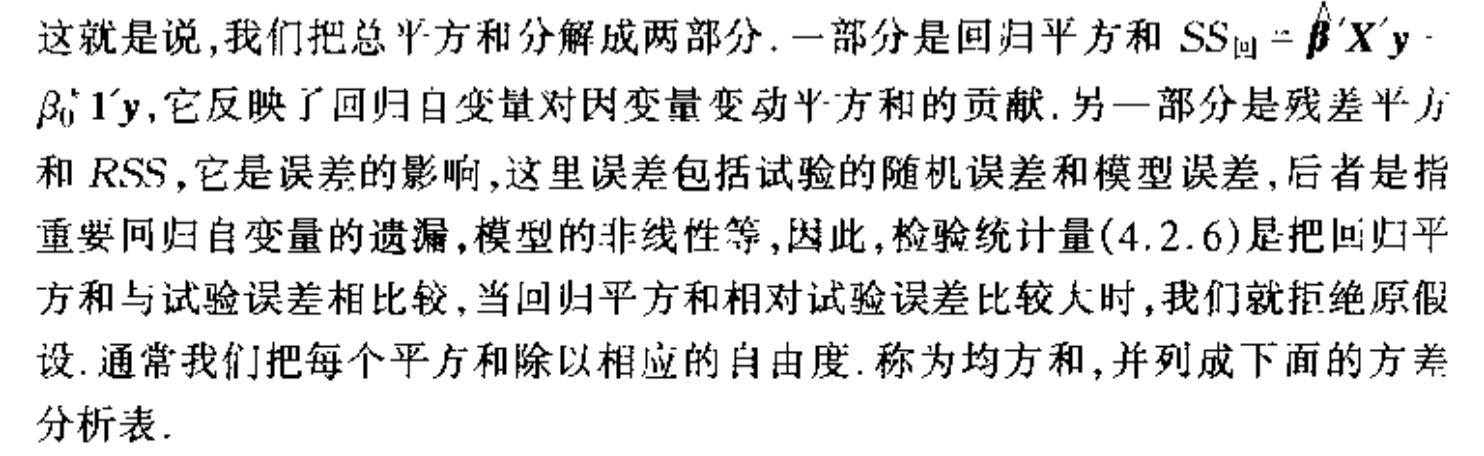 这就是说,我们把总平方和分解成两部分.一部分是回归平方和 SS回 = β̂′X′y -
β₀* 1′y,它反映了回归自变量对因变量变动平方和的贡献.另一部分是残差平方
和 RSS,它是误差的影响,这里误差包括试验的随机误差和模型误差,后者是指
重要回归自变量的遗漏,模型的非线性等,因此,检验统计量(4.2.6)是把回归平
方和与试验误差相比较,当回归平方和相对试验误差比较大时,我们就拒绝原假
设.通常我们把每个平方和除以相应的自由度.称为均方和,并列成下面的方差
分析表.